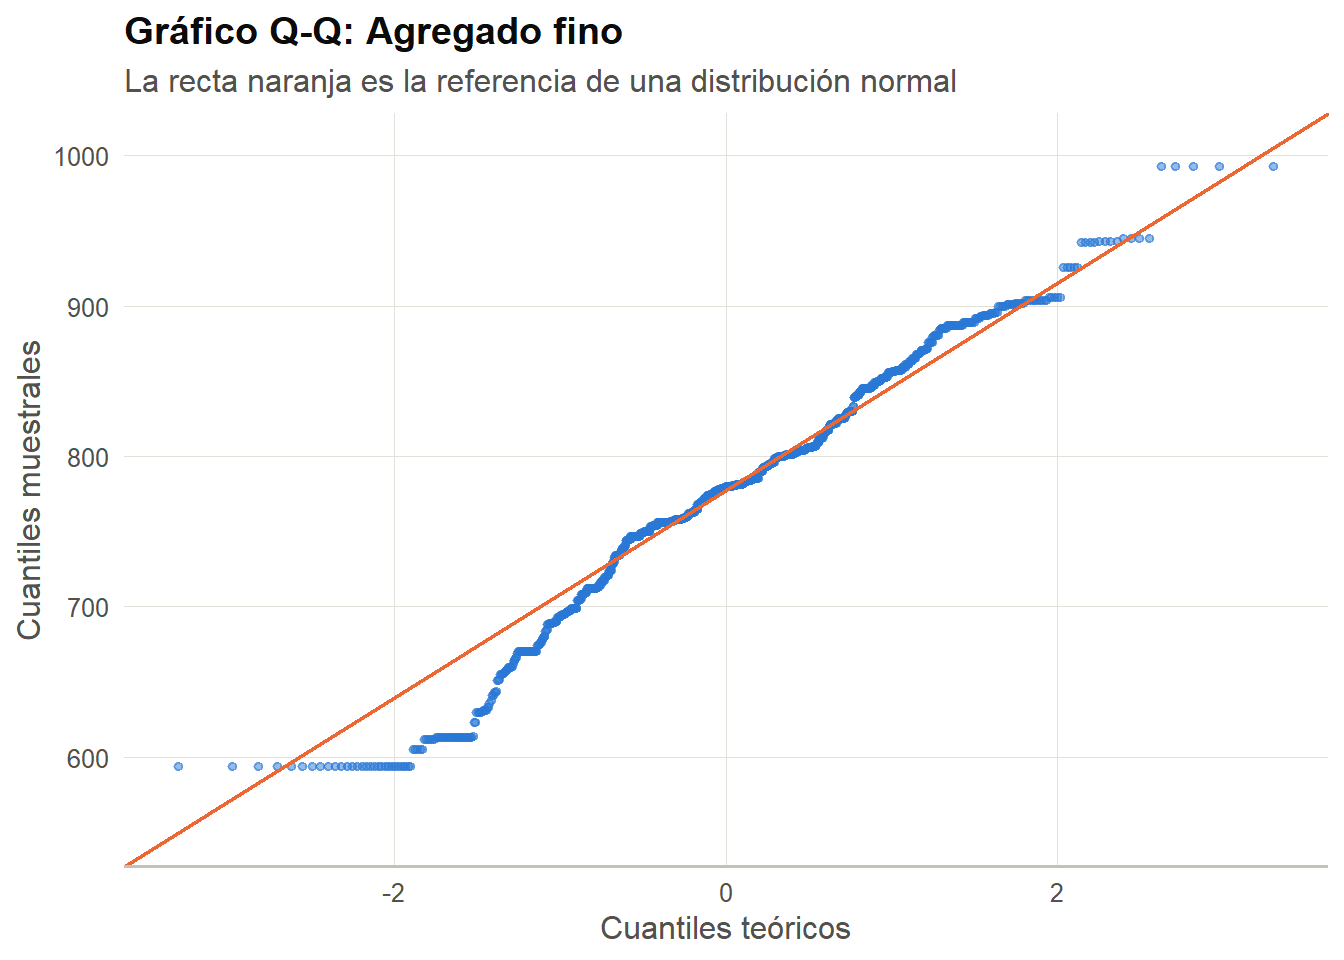 Gráfico Q-Q: Agregado fino
La recta naranja es la referencia de una distribución normal
1000
900
800
700
600
Cuantiles muestrales
-2
0
2
Cuantiles teóricos